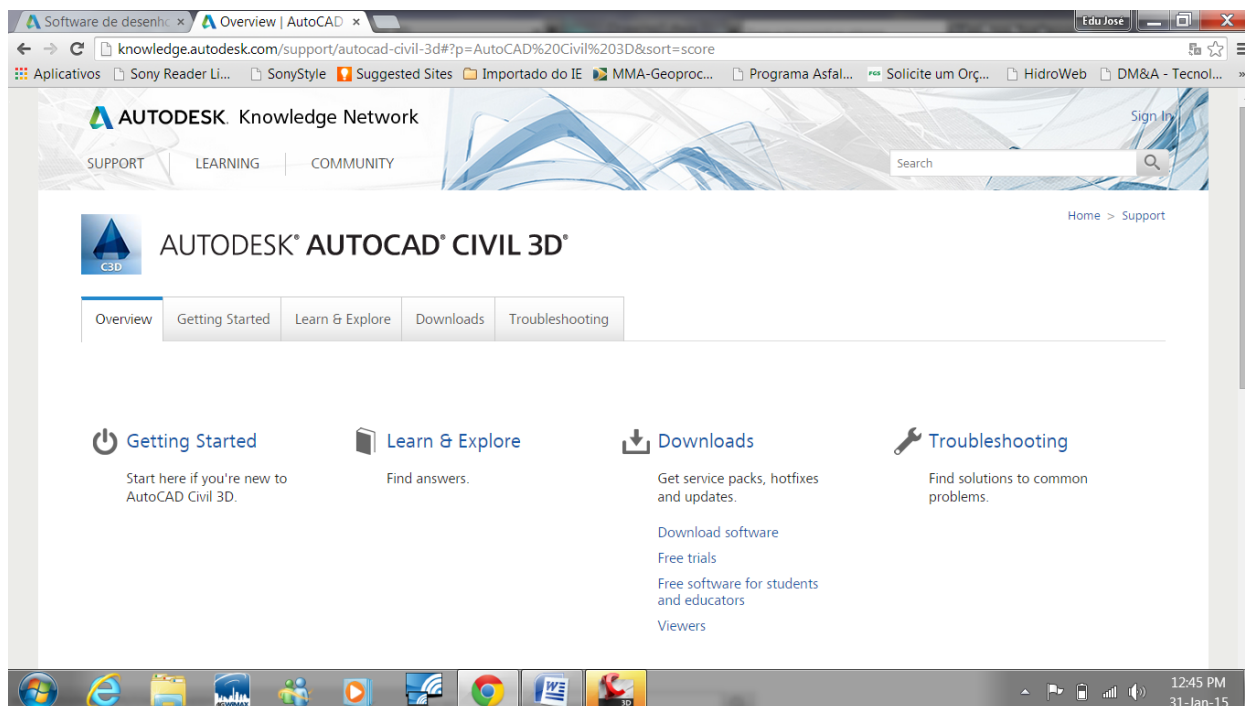 Software de desenho
Overview | AutoCAD
Edu José
knowledge.autodesk.com/support/autocad-civil-3d#?p=AutoCAD%20Civil%203D&sort=score
Aplicativos Sony Reader Li... SonyStyle Suggested Sites Importado do IE MMA-Geoproc... Programa Asfal... FGS Solicite um Orç... HidroWeb DM&A - Tecnol... »
AUTODESK. Knowledge Network
Sign In
SUPPORT LEARNING COMMUNITY
Search
Home > Support
C3D
AUTODESK® AUTOCAD® CIVIL 3D®
Overview Getting Started Learn & Explore Downloads Troubleshooting
Getting Started
Start here if you're new to
AutoCAD Civil 3D.
Learn & Explore
Find answers.
Downloads
Get service packs, hotfixes
and updates.
Download software
Free trials
Free software for students
and educators
Viewers
Troubleshooting
Find solutions to common
problems.
AGWIMAX
W
3D
12:45 PM
31-Jan-15